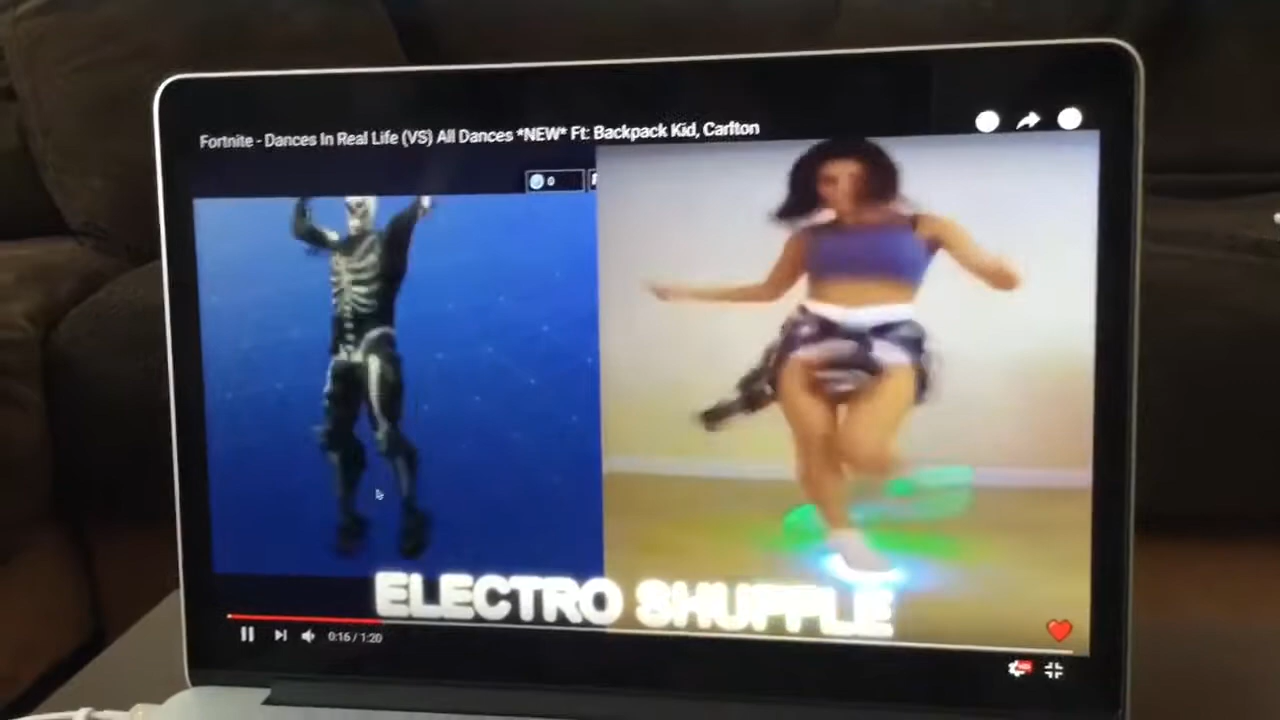 Fortnite - Dances In Real Life (VS) All Dances *NEW* Ft: Backpack Kid, Carlton
0
ELECTRO SHUFFLE
0:16 / 1:20